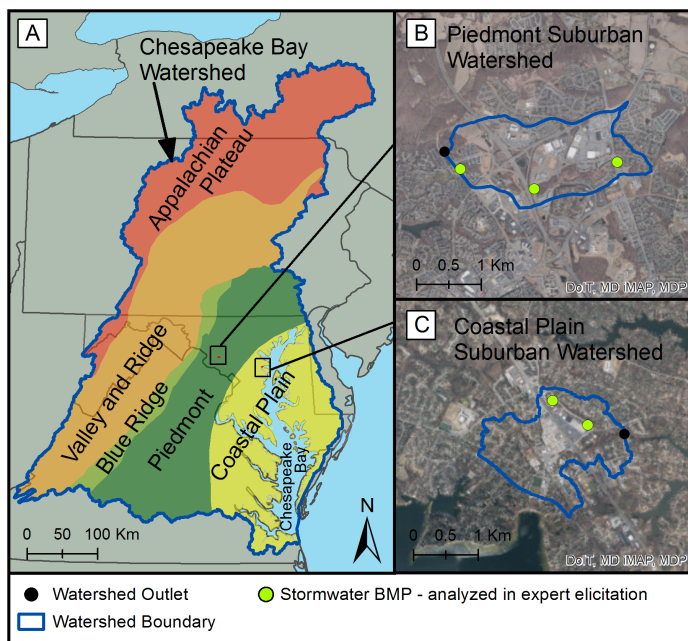 A
Chesapeake Bay
Watershed
Appalachian
Plateau
Valley and Ridge
Blue Ridge
Piedmont
Coastal Plain
Chesapeake
Bay
0 50 100 Km
N
B
Piedmont Suburban
Watershed
0 0.5 1 Km
DoIT, MD iMAP, MDP
C
Coastal Plain
Suburban Watershed
0 0.5 1 Km
DoIT, MD iMAP, MDP
Watershed Outlet
Stormwater BMP - analyzed in expert elicitation
Watershed Boundary